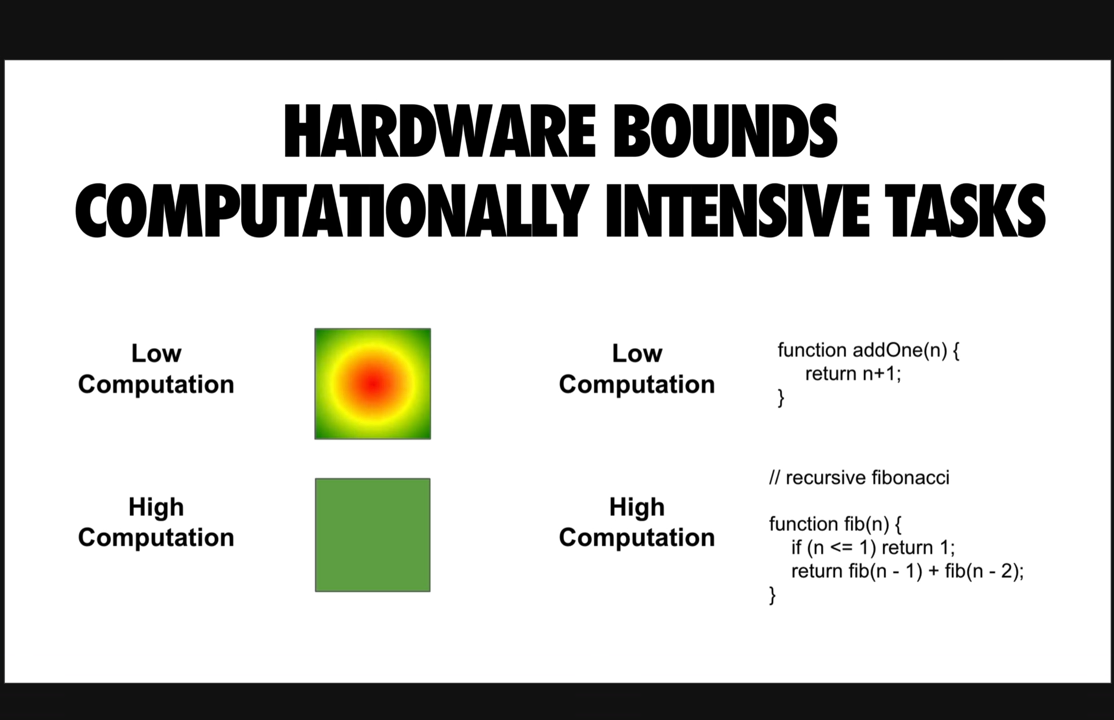 HARDWARE BOUNDS
COMPUTATIONALLY INTENSIVE TASKS
Low
Computation
High
Computation
Low
Computation
function addOne(n) {
return n+1;
}
High
Computation
// recursive fibonacci
function fib(n) {
if (n <= 1) return 1;
return fib(n - 1) + fib(n - 2);
}